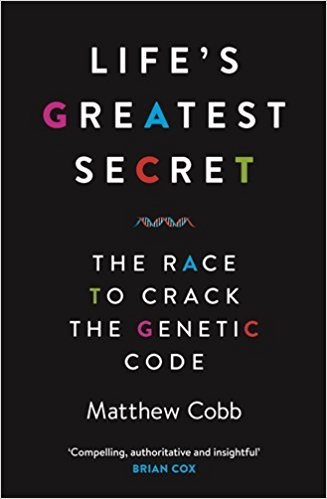 LIFE'S
GREATEST
SECRET
THE RACE
TO CRACK
THE GENETIC
CODE
Matthew Cobb
'Compelling, authoritative and insightful'
BRIAN COX